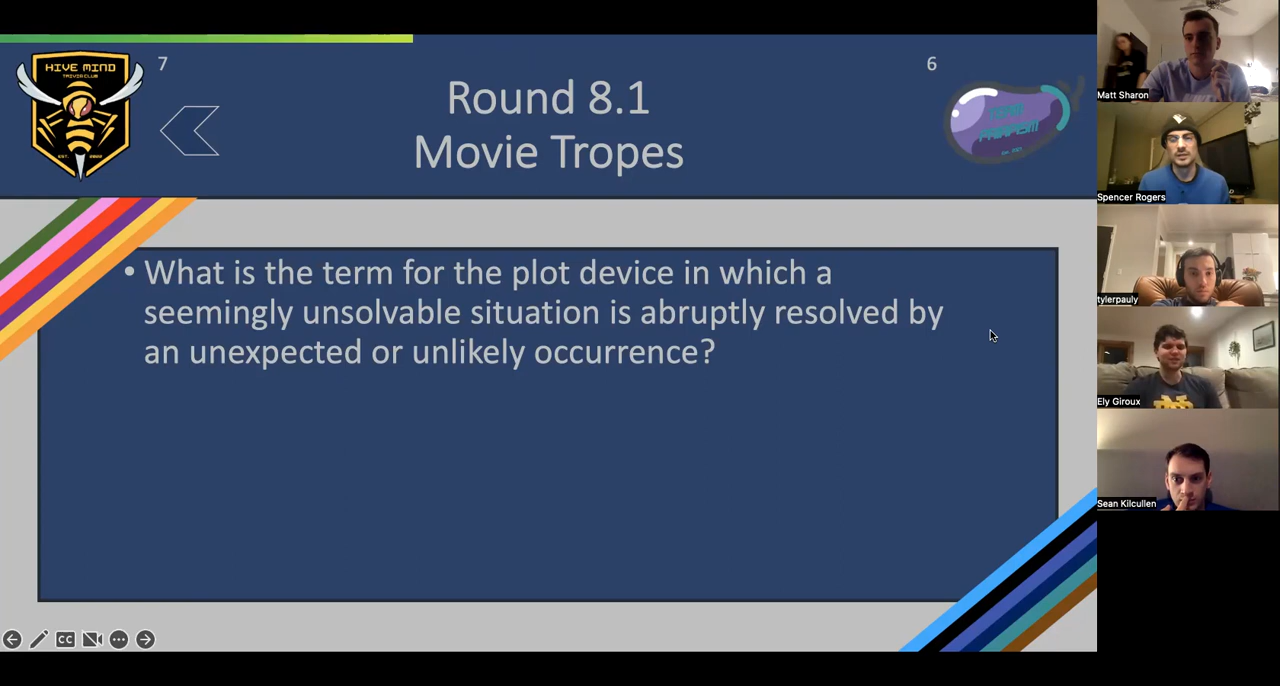 HIVE MIND
TRIVIA CLUB
EST. 2022
7
Round 8.1
Movie Tropes
6
• What is the term for the plot device in which a
seemingly unsolvable situation is abruptly resolved by
an unexpected or unlikely occurrence?
CC
Matt Sharon
Spencer Rogers
tylerpauly
Ely Giroux
Sean Kilcullen